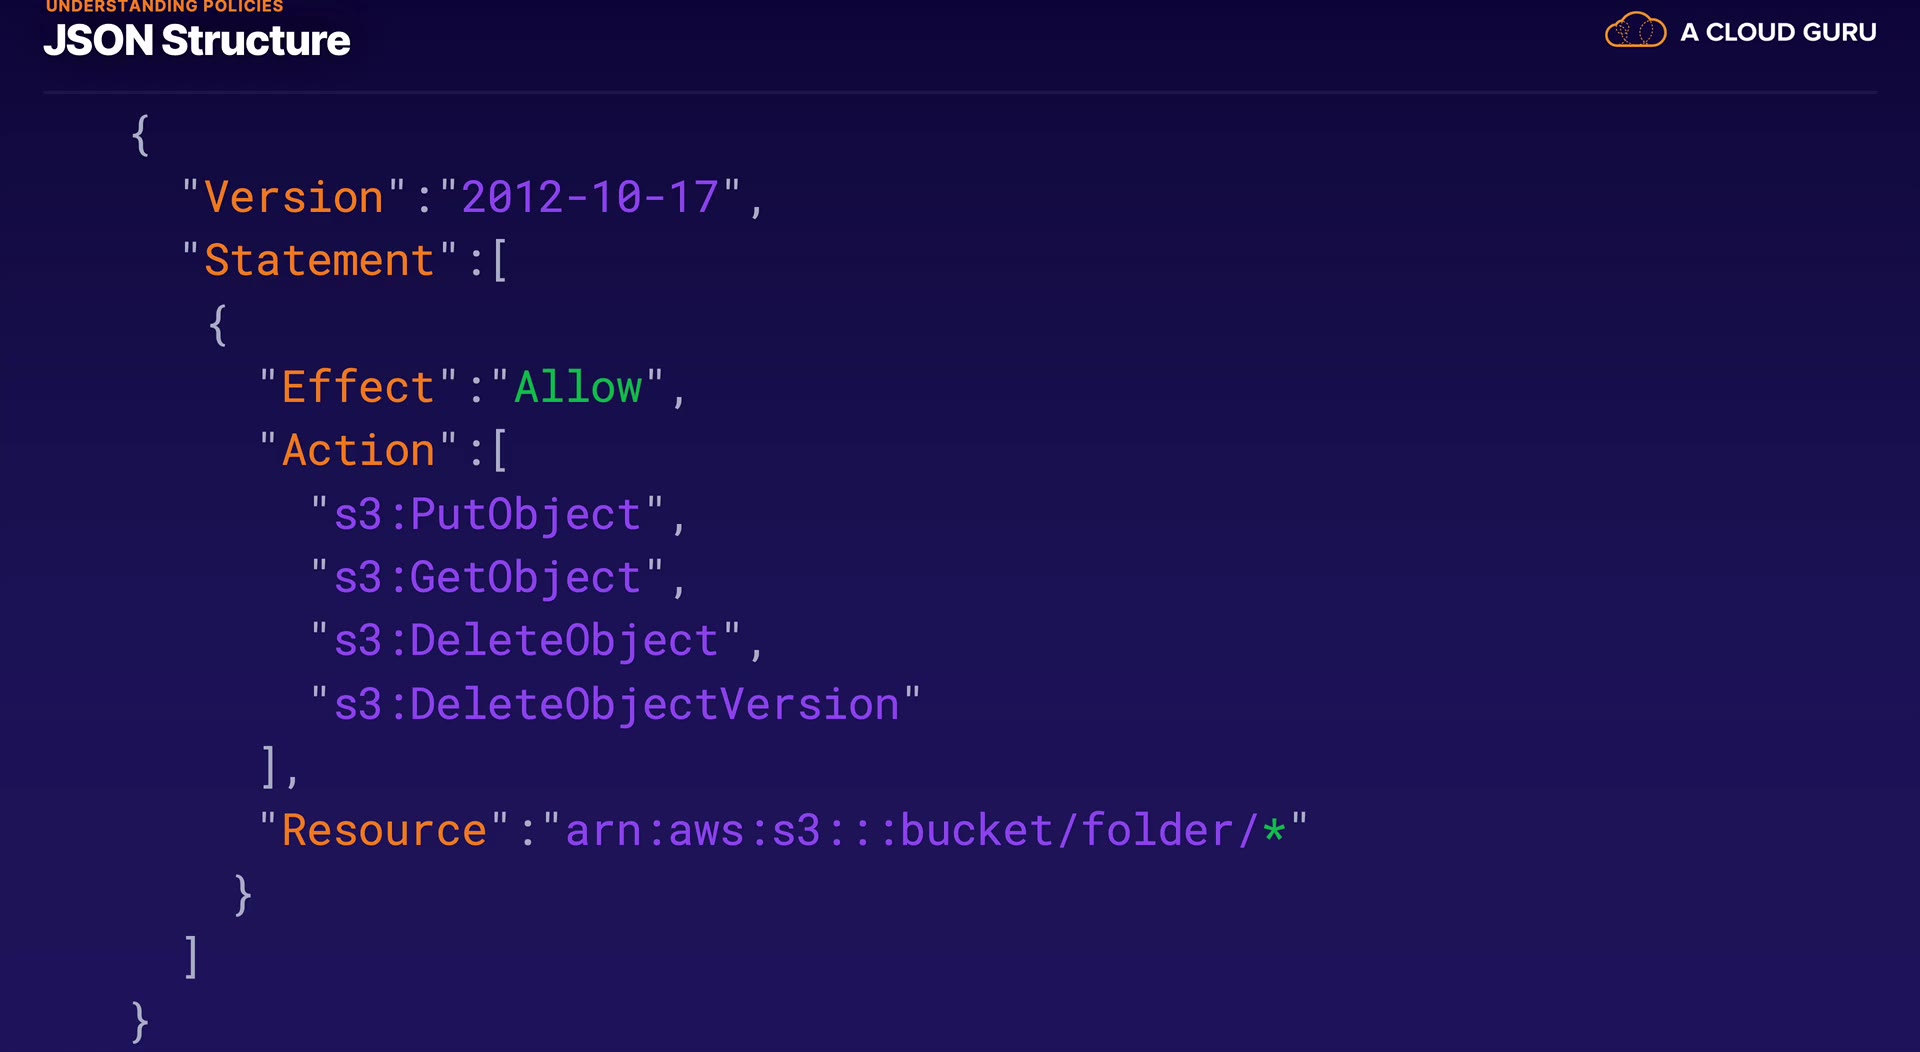 UNDERSTANDING POLICIES
JSON Structure
A CLOUD GURU
{
"Version":"2012-10-17",
"Statement":[
{
"Effect":"Allow",
"Action":[
"s3:PutObject",
"s3:GetObject",
"s3:DeleteObject",
"s3:DeleteObjectVersion"
],
"Resource":"arn:aws:s3:::bucket/folder/*"
}
]
}